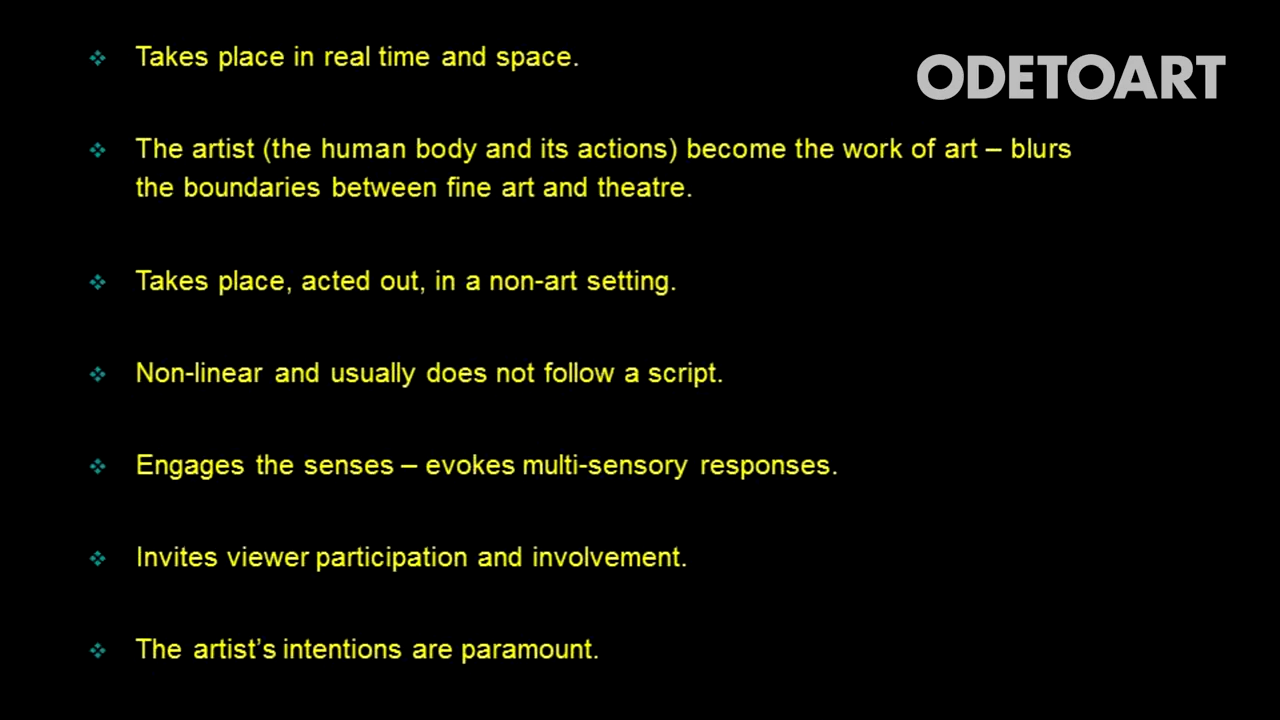 Takes place in real time and space.
ODETOART
The artist (the human body and its actions) become the work of art – blurs
the boundaries between fine art and theatre.
Takes place, acted out, in a non-art setting.
Non-linear and usually does not follow a script.
Engages the senses – evokes multi-sensory responses.
Invites viewer participation and involvement.
The artist’s intentions are paramount.